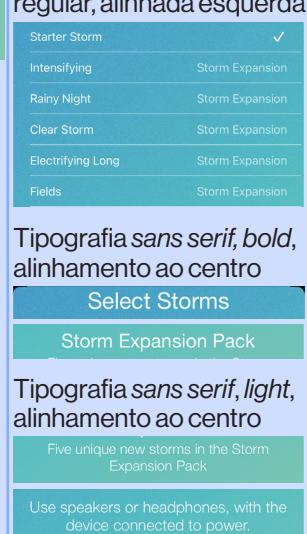 regular, alinhada esquerda
Starter Storm ✓
Intensifying Storm Expansion
Rainy Night Storm Expansion
Clear Storm Storm Expansion
Electrifying Long Storm Expansion
Fields Storm Expansion
Tipografia sans serif, bold,
alinhamento ao centro
Select Storms
Storm Expansion Pack
Tipografia sans serif, light,
alinhamento ao centro
Five unique new storms in the Storm
Expansion Pack
Use speakers or headphones, with the
device connected to power.